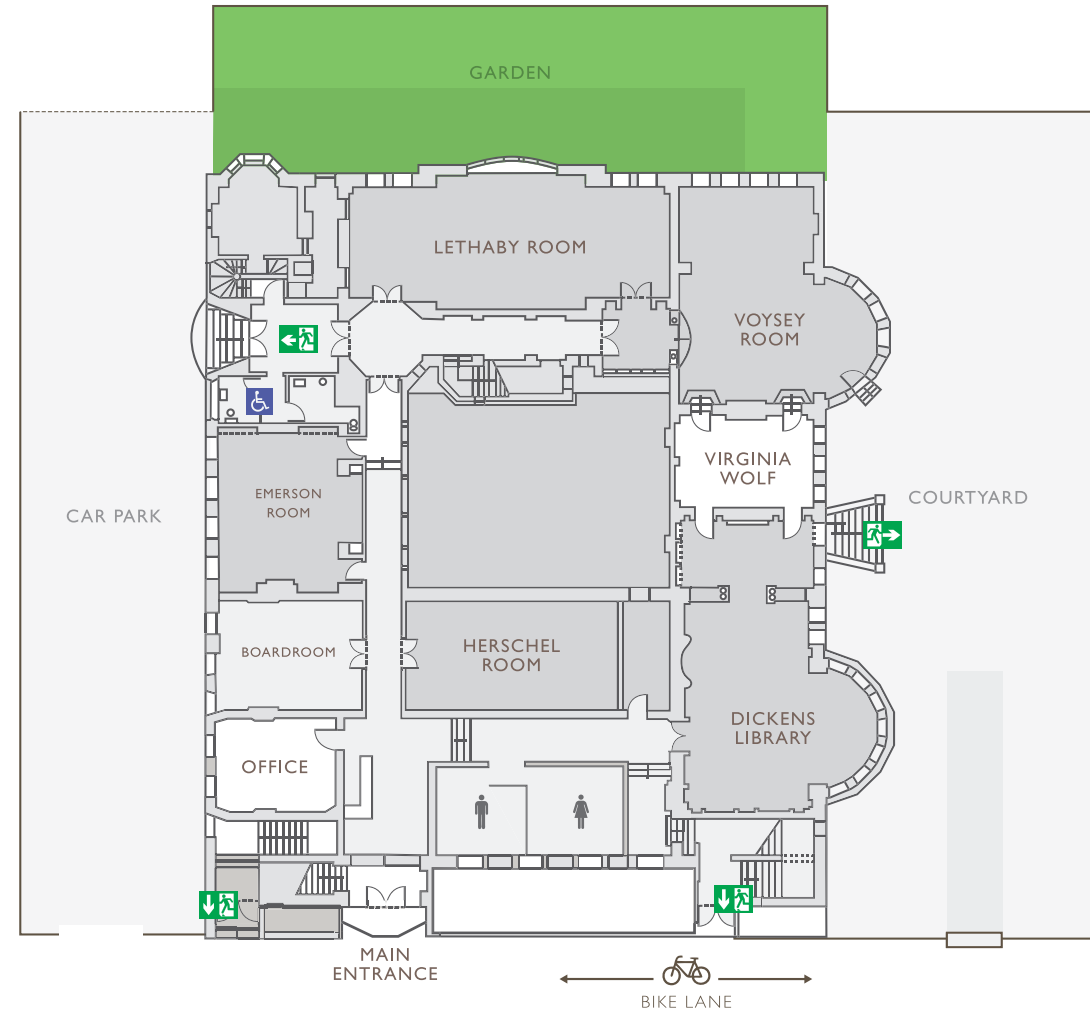 GARDEN
LETHABY ROOM
VOYSEY
ROOM
VIRGINIA
WOLF
EMERSON
ROOM
CAR PARK
COURTYARD
BOARDROOM
HERSCHEL
ROOM
DICKENS
LIBRARY
OFFICE
MAIN
ENTRANCE
BIKE LANE